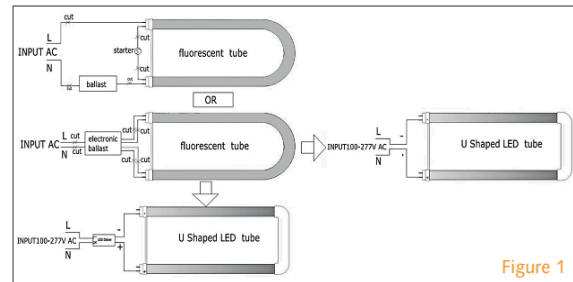 cut
L
cut
starter
fluorescent tube
INPUT AC
cut
N
cut
ballast
cut
OR
cut
cut
INPUT AC
L
cut
electronic
ballast
fluorescent tube
N
cut
cut
cut
L
-
INPUT100-277V AC
U Shaped LED tube
N
L
-
INPUT100-277V AC
LED Driver
U Shaped LED tube
N
+
Figure 1